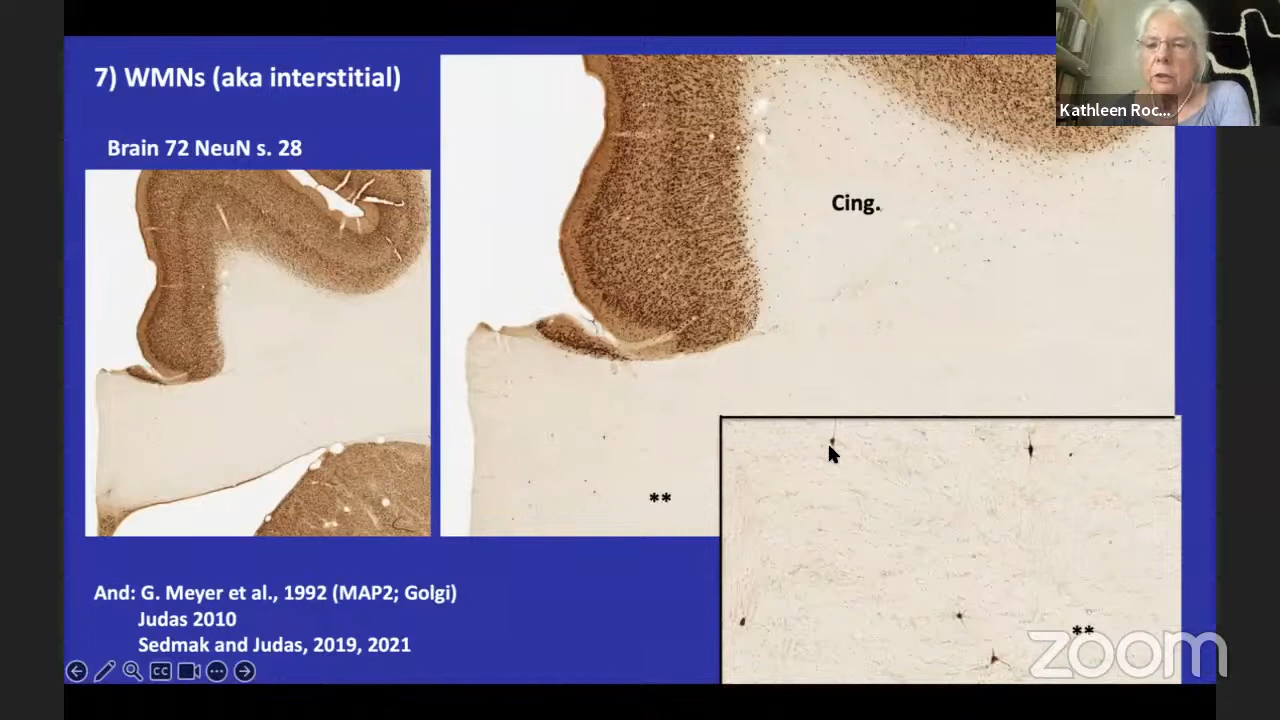 7) WMNs (aka interstitial)
Brain 72 NeuN s. 28
Cing.
**
**
And: G. Meyer et al., 1992 (MAP2; Golgi)
Judas 2010
Sedmak and Judas, 2019, 2021
Kathleen Roc...
CC
zoom